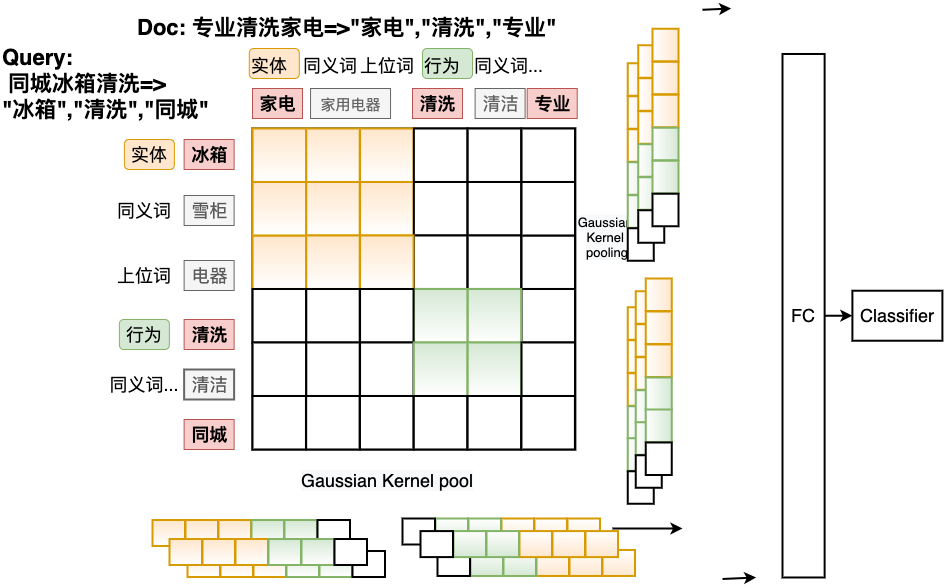 Doc: 专业清洗家电=>"家电","清洗","专业"
Query:
同城冰箱清洗=>
"冰箱","清洗","同城"
实体 同义词 上位词 行为 同义词...
家电 家用电器 清洗 清洁 专业
实体 冰箱
同义词 雪柜
上位词 电器
行为 清洗
同义词... 清洁
同城
Gaussian
Kernel
pooling
Gaussian Kernel pool
FC
Classifier